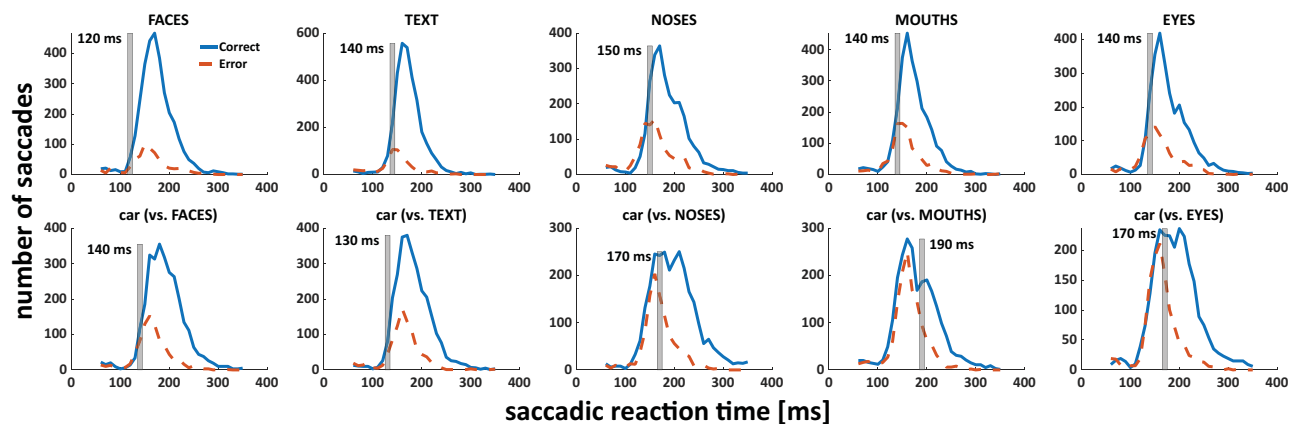 FACES
TEXT
NOSES
MOUTHS
EYES
120 ms
140 ms
150 ms
140 ms
140 ms
Correct
Error
400
300
200
100
0
600
400
200
0
400
300
200
100
0
400
300
200
100
0
400
300
200
100
0
0 100 200 300 400
0 100 200 300 400
0 100 200 300 400
0 100 200 300 400
0 100 200 300 400
number of saccades
car (vs. FACES)
car (vs. TEXT)
car (vs. NOSES)
car (vs. MOUTHS)
car (vs. EYES)
140 ms
130 ms
170 ms
190 ms
170 ms
400
300
200
100
0
400
300
200
100
0
300
200
100
0
300
200
100
0
200
150
100
50
0
0 100 200 300 400
0 100 200 300 400
0 100 200 300 400
0 100 200 300 400
0 100 200 300 400
saccadic reaction time [ms]